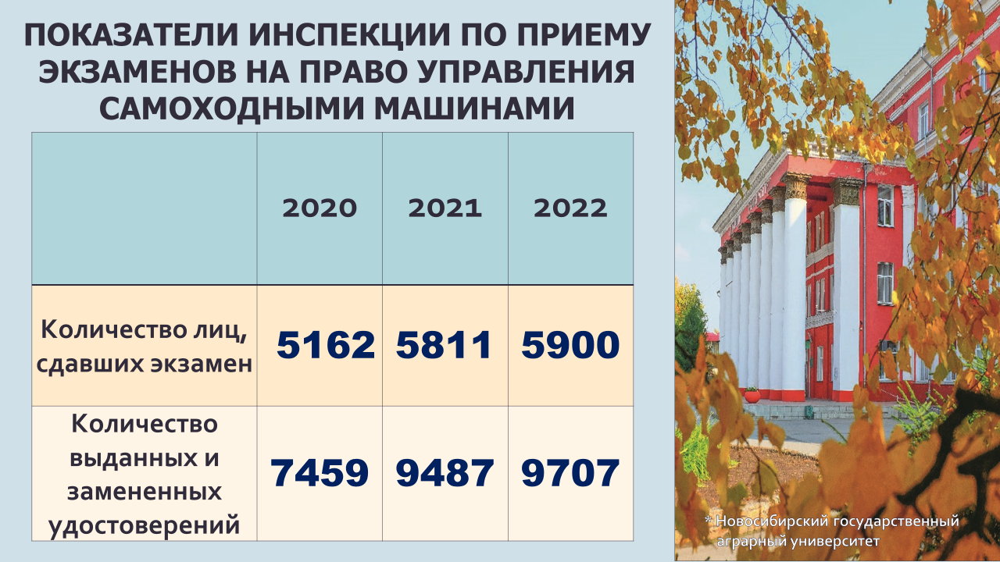 ПОКАЗАТЕЛИ ИНСПЕКЦИИ ПО ПРИЕМУ
ЭКЗАМЕНОВ НА ПРАВО УПРАВЛЕНИЯ
САМОХОДНЫМИ МАШИНАМИ
2020 2021 2022
Количество лиц,
сдавших экзамен
5162 5811 5900
Количество
выданных и
замененных
удостоверений
7459 9487 9707
* Новосибирский государственный
аграрный университет